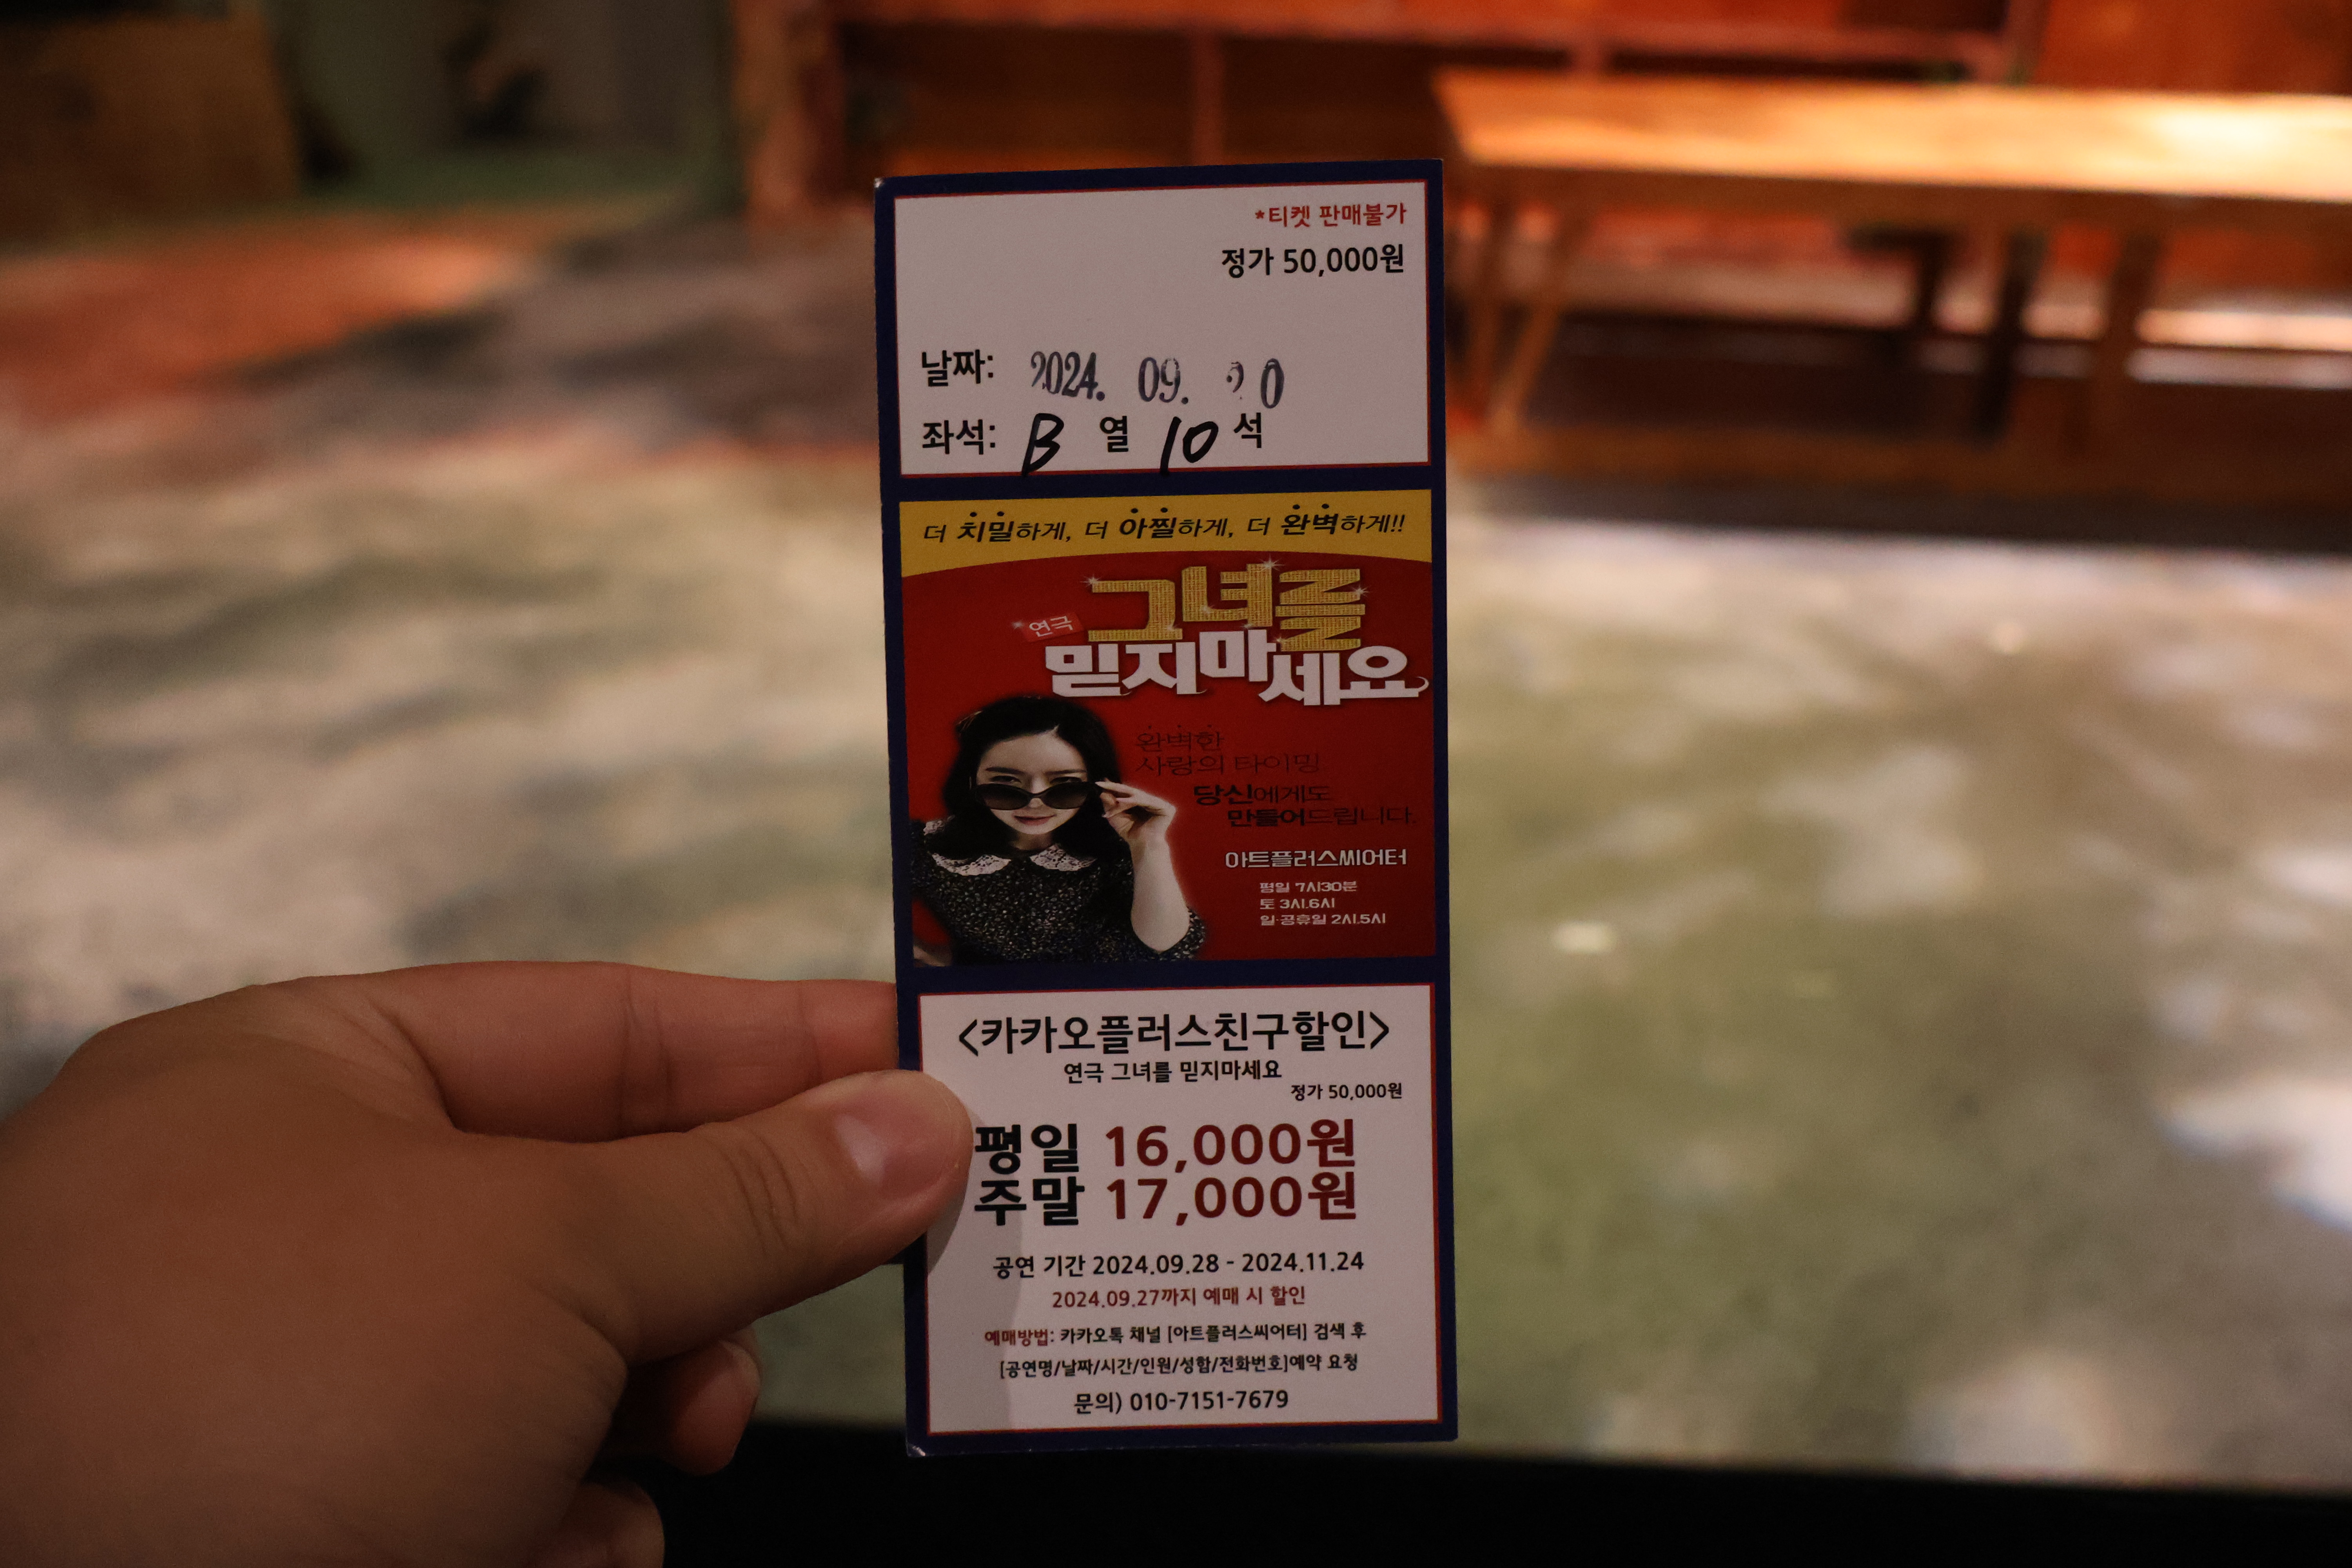 *티켓 판매불가
정가 50,000원
날짜: 2024. 09. 20
좌석: B 열 10 석
더 치밀하게, 더 아찔하게, 더 완벽하게!!
연극 그녀를
믿지마세요
완벽한
사랑의 타이밍
당신에게도
만들어드립니다.
아트플러스씨어터
평일 7시30분
토 3시.6시
일·공휴일 2시.5시
<카카오플러스친구할인>
연극 그녀를 믿지마세요
정가 50,000원
평일 16,000원
주말 17,000원
공연 기간 2024.09.28 - 2024.11.24
2024.09.27까지 예매 시 할인
예매방법: 카카오톡 채널 [아트플러스씨어터] 검색 후
[공연명/날짜/시간/인원/성함/전화번호]예약 요청
문의) 010-7151-7679